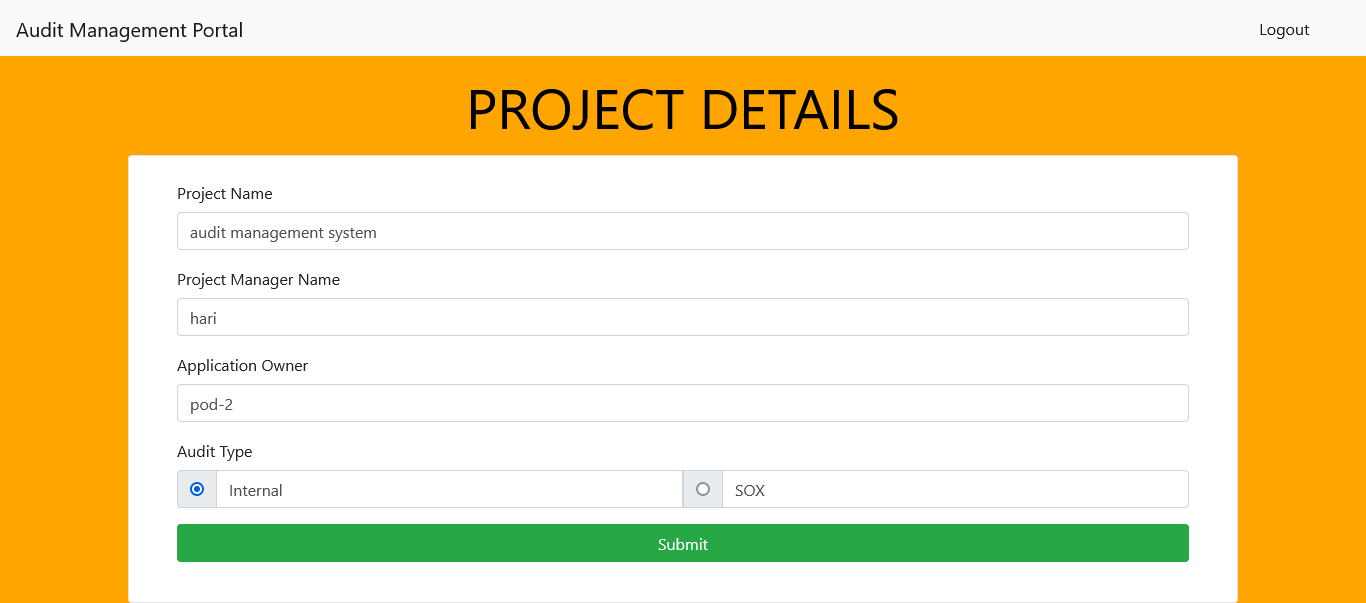 Audit Management Portal
Logout
PROJECT DETAILS
Project Name
audit management system
Project Manager Name
hari
Application Owner
pod-2
Audit Type
Internal
SOX
Submit